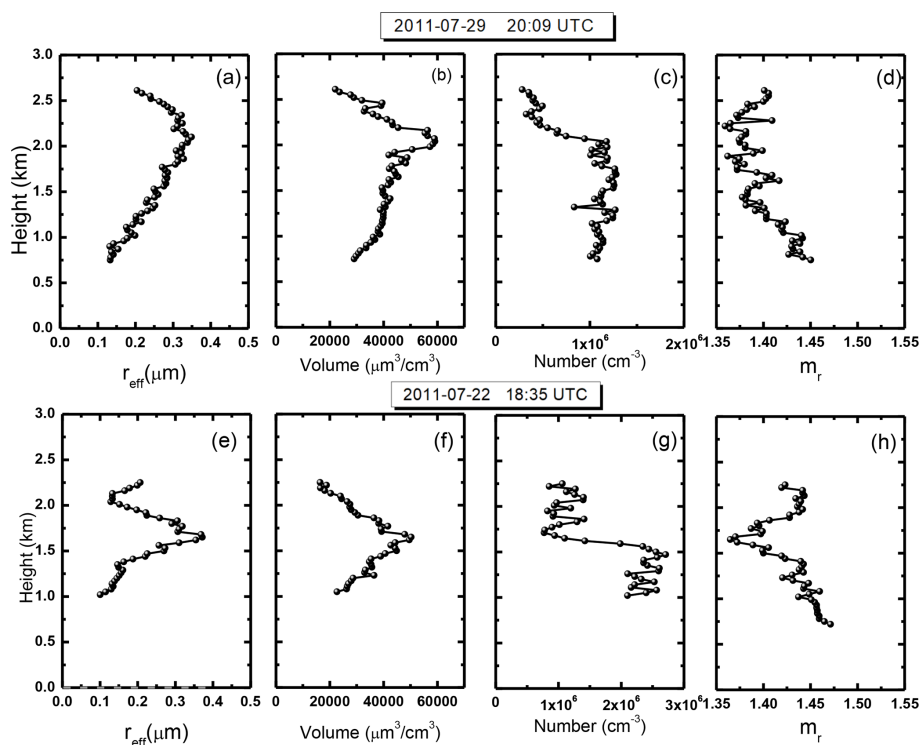 2011-07-29 20:09 UTC
(a) (b) (c) (d)
3.0
2.5
2.0
1.5
1.0
0.5
0.0
Height (km)
0.0 0.1 0.2 0.3 0.4 0.5
0 20000 40000 60000
0 1x10⁶ 2x10⁶
1.35 1.40 1.45 1.50 1.55
r_eff(μm)
Volume (μm³/cm³)
Number (cm⁻³)
m_r
2011-07-22 18:35 UTC
(e) (f) (g) (h)
3.0
2.5
2.0
1.5
1.0
0.5
0.0
Height (km)
0.0 0.1 0.2 0.3 0.4 0.5
0 20000 40000 60000
0 1x10⁶ 2x10⁶ 3x10⁶
1.35 1.40 1.45 1.50 1.55
r_eff(μm)
Volume (μm³/cm³)
Number (cm⁻³)
m_r